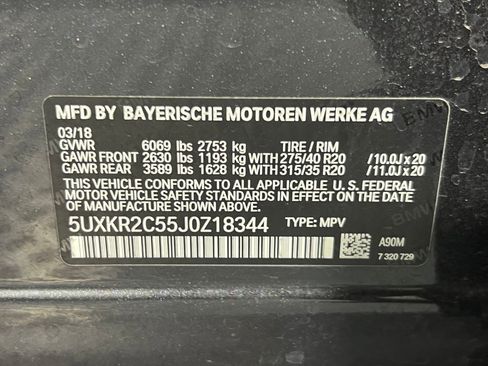 MFD BY BAYERISCHE MOTOREN WERKE AG
03/18
GVWR 6069 lbs 2753 kg TIRE / RIM
GAWR FRONT 2630 lbs 1193 kg WITH 275/40 R20 /10.0J x 20
GAWR REAR 3589 lbs 1628 kg WITH 315/35 R20 /11.0J x 20
THIS VEHICLE CONFORMS TO ALL APPLICABLE U. S. FEDERAL
MOTOR VEHICLE SAFETY STANDARDS IN EFFECT ON THE DATE
OF MANUFACTURE SHOWN ABOVE.
5UXKR2C55J0Z18344 TYPE: MPV
A90M
7 320 729